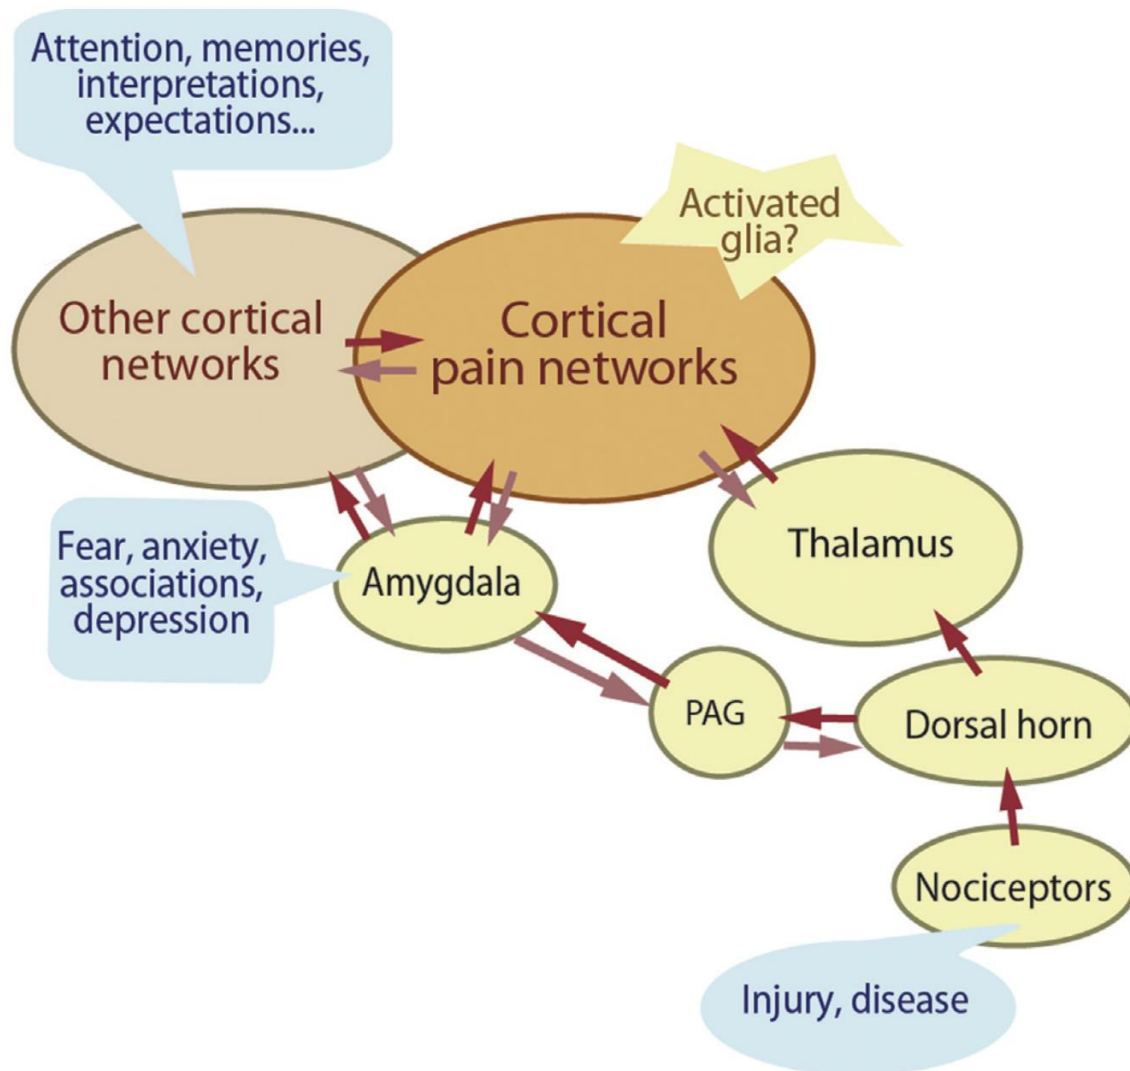 Attention, memories,
interpretations,
expectations...
Activated
glia?
Other cortical
networks
Cortical
pain networks
Fear, anxiety,
associations,
depression
Amygdala
Thalamus
PAG
Dorsal horn
Nociceptors
Injury, disease